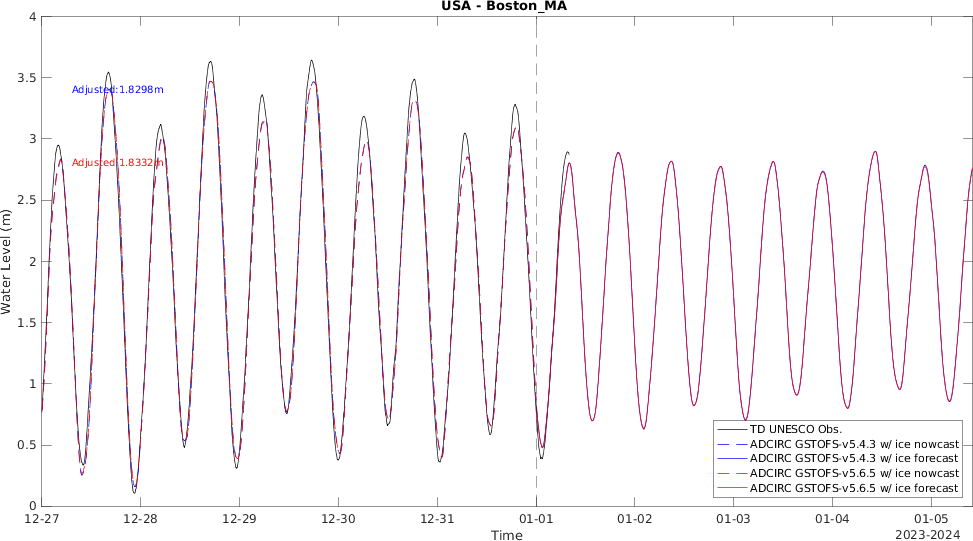 USA - Boston_MA
4
3.5
3
2.5
2
1.5
1
0.5
0
Water Level (m)
Adjusted:1.8298m
Adjusted:1.8332m
TD UNESCO Obs.
ADCIRC GSTOFS-v5.4.3 w/ ice nowcast
ADCIRC GSTOFS-v5.4.3 w/ ice forecast
ADCIRC GSTOFS-v5.6.5 w/ ice nowcast
ADCIRC GSTOFS-v5.6.5 w/ ice forecast
12-27 12-28 12-29 12-30 12-31 01-01 01-02 01-03 01-04 01-05
Time
2023-2024